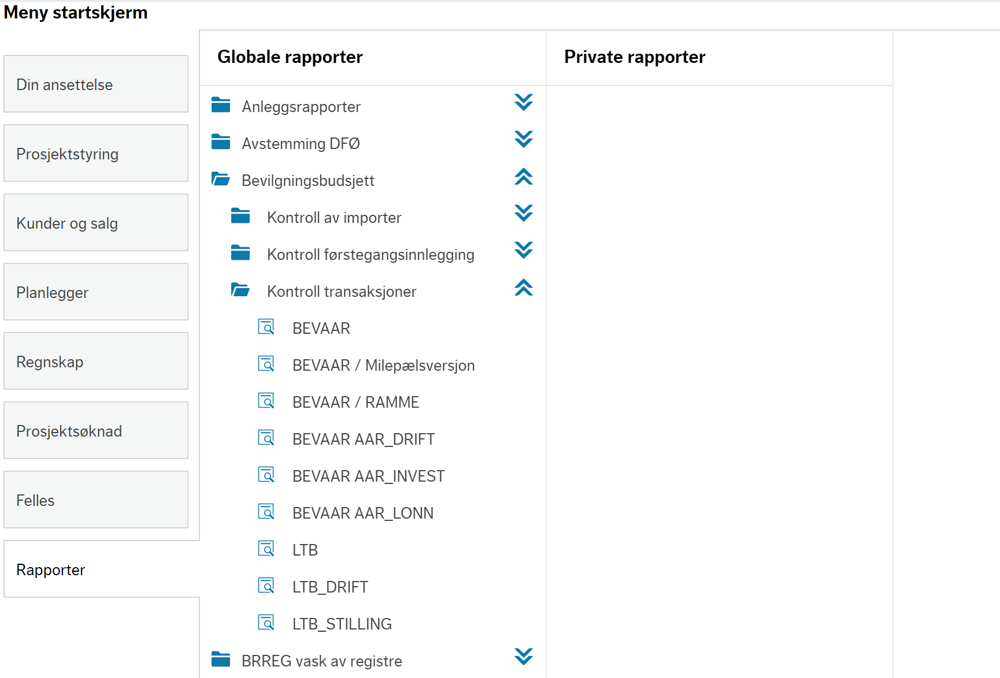 Meny startskjerm
Din ansettelse
Prosjektstyring
Kunder og salg
Planlegger
Regnskap
Prosjektsøknad
Felles
Rapporter
Globale rapporter
Anleggsrapporter
Avstemming DFØ
Bevilgningsbudsjett
Kontroll av importer
Kontroll førstegangsinnlegging
Kontroll transaksjoner
BEVAAR
BEVAAR / Milepælsversjon
BEVAAR / RAMME
BEVAAR AAR_DRIFT
BEVAAR AAR_INVEST
BEVAAR AAR_LONN
LTB
LTB_DRIFT
LTB_STILLING
BRREG vask av registre
Private rapporter